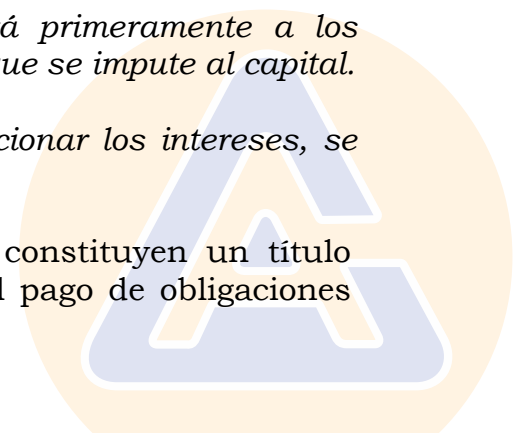 á primeramente a los
ue se impute al capital.
cionar los intereses, se
constituyen un título
l pago de obligaciones